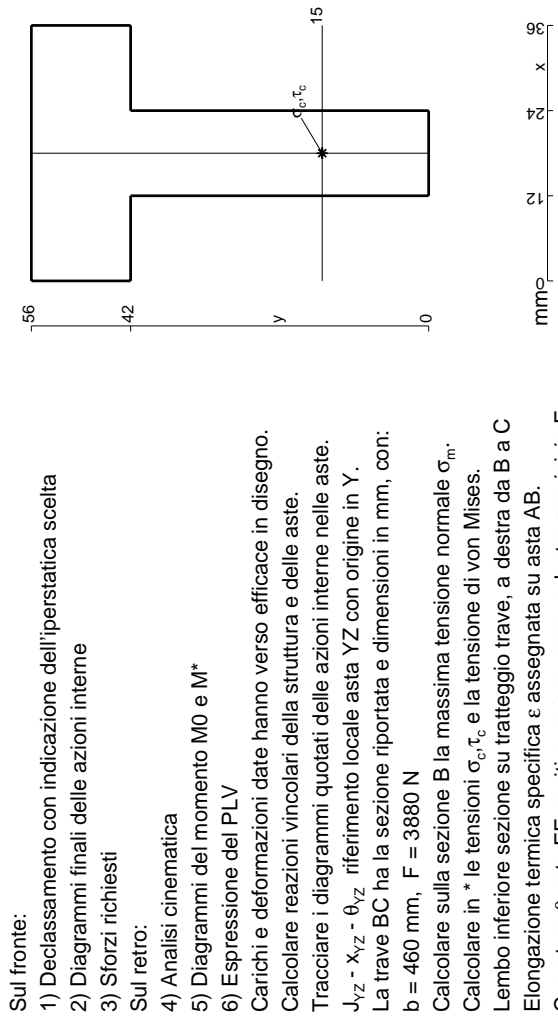 Sul fronte:
1) Declassamento con indicazione dell'iperstatica scelta
2) Diagrammi finali delle azioni interne
3) Sforzi richiesti
Sul retro:
4) Analisi cinematica
5) Diagrammi del momento M0 e M*
6) Espressione del PLV
Carichi e deformazioni date hanno verso efficace in disegno.
Calcolare reazioni vincolari della struttura e delle aste.
Tracciare i diagrammi quotati delle azioni interne nelle aste.
J_YZ - x_YZ - θ_YZ riferimento locale asta YZ con origine in Y.
La trave BC ha la sezione riportata e dimensioni in mm, con:
b = 460 mm, F = 3880 N
Calcolare sulla sezione B la massima tensione normale σ_m.
Calcolare in * le tensioni σ_c,τ_c e la tensione di von Mises.
Lembo inferiore sezione su tratteggio trave, a destra da B a C
Elongazione termica specifica ε assegnata su asta AB.
56
42
y
0
15
σ_c,τ_c
0
12
24
x
36
mm